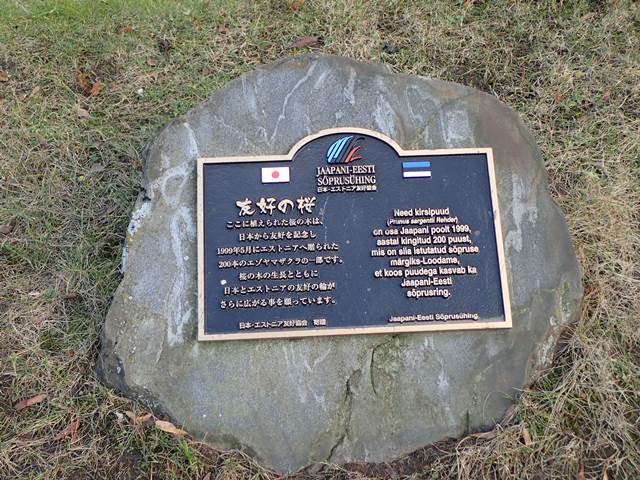 JAAPANI-EESTI
SÕPRUSÜHING
日本・エストニア友好協会
友好の桜
ここに植えられた桜の木は、
日本から友好を記念し
1999年5月にエストニアへ贈られた
200本のエゾヤマザクラの一部です。
桜の木の生長とともに
日本とエストニアの友好の輪が
さらに広がる事を願っています。
日本・エストニア友好協会
Need kirsipuud
(Prunus sargentii Rehder)
on osa Jaapani poolt 1999.
aastal kingitud 200 puust,
mis on siia istutatud sõpruse
märgiks-Loodame,
et koos puudega kasvab ka
Jaapani-Eesti
sõprusring.
Jaapani-Eesti Sõprusühing